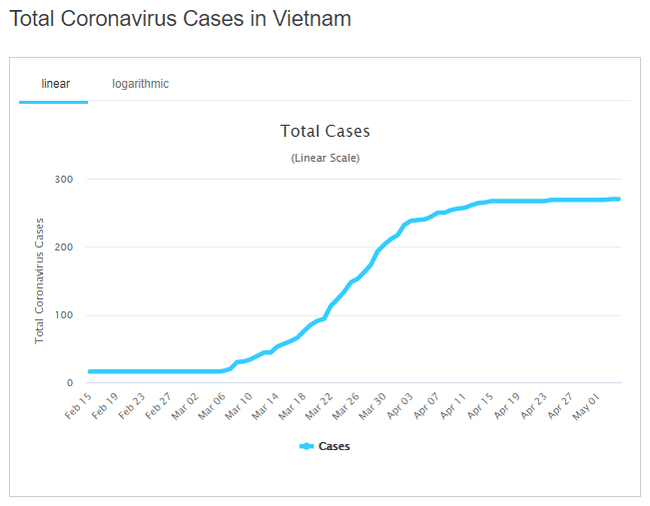 Total Coronavirus Cases in Vietnam
linear logarithmic
Total Cases
(Linear Scale)
Total Coronavirus Cases
300
200
100
0
Feb 15 Feb 19 Feb 23 Feb 27 Mar 02 Mar 06 Mar 10 Mar 14 Mar 18 Mar 22 Mar 26 Mar 30 Apr 03 Apr 07 Apr 11 Apr 15 Apr 19 Apr 23 Apr 27 May 01
Cases